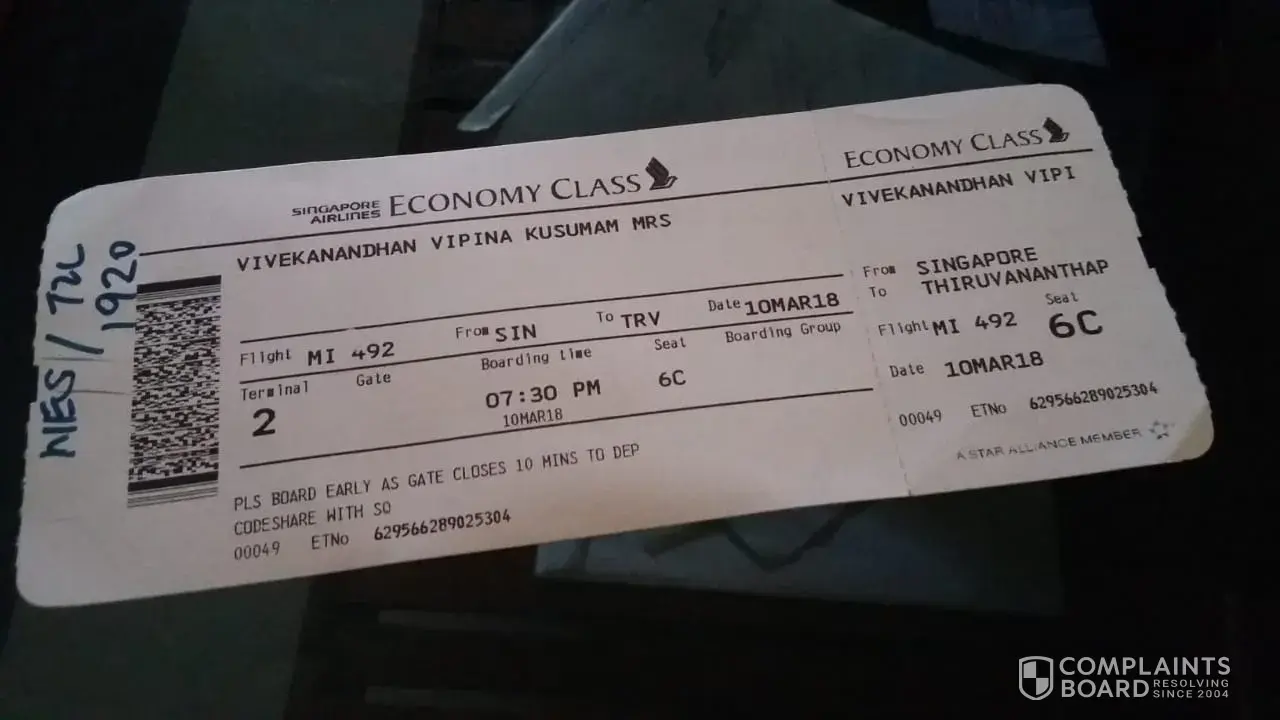 NES / TZL
1920
SINGAPORE
AIRLINES
ECONOMY CLASS
VIVEKANANDHAN VIPINA KUSUMAM MRS
Flight MI 492 From SIN To TRV Date 10MAR18
Terminal Gate Boarding time Seat Boarding Group
2 07:30 PM 6C
10MAR18
PLS BOARD EARLY AS GATE CLOSES 10 MINS TO DEP
CODESHARE WITH SQ
00049 ETNo 629566289025304
ECONOMY CLASS
VIVEKANANDHAN VIPI
From SINGAPORE
To THIRUVANANTHAP
Flight MI 492 Seat 6C
Date 10MAR18
00049 ETNo 629566289025304
A STAR ALLIANCE MEMBER
COMPLAINTS
BOARD RESOLVING
SINCE 2004